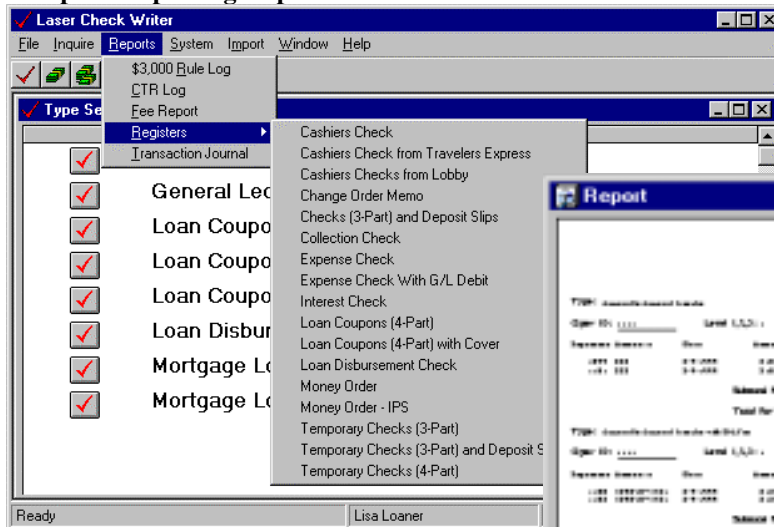 Laser Check Writer
File Inquire Reports System Import Window Help
$3,000 Rule Log
CTR Log
Fee Report
Registers
Transaction Journal
Type Se
Cashiers Check
Cashiers Check from Travelers Express
Cashiers Checks from Lobby
Change Order Memo
Checks (3-Part) and Deposit Slips
Collection Check
Expense Check
Expense Check With G/L Debit
Interest Check
Loan Coupons (4-Part)
Loan Coupons (4-Part) with Cover
Loan Disbursement Check
Money Order
Money Order - IPS
Temporary Checks (3-Part)
Temporary Checks (3-Part) and Deposit S
Temporary Checks (4-Part)
General Led
Loan Coupo
Loan Coupo
Loan Coupo
Loan Disbur
Mortgage Lo
Mortgage Lo
Report
Ready
Lisa Loaner